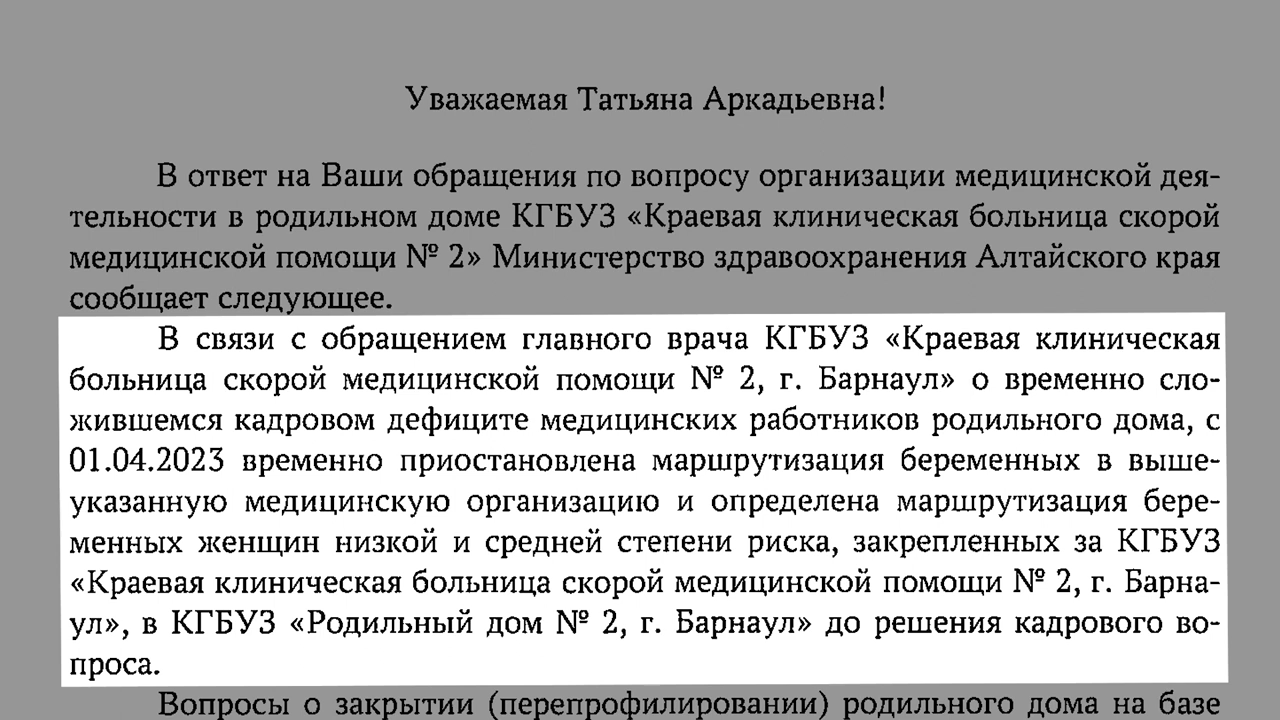 Уважаемая Татьяна Аркадьевна!
В ответ на Ваши обращения по вопросу организации медицинской дея-
тельности в родильном доме КГБУЗ «Краевая клиническая больница скорой
медицинской помощи № 2» Министерство здравоохранения Алтайского края
сообщает следующее.
В связи с обращением главного врача КГБУЗ «Краевая клиническая
больница скорой медицинской помощи № 2, г. Барнаул» о временно сло-
жившемся кадровом дефиците медицинских работников родильного дома, с
01.04.2023 временно приостановлена маршрутизация беременных в выше-
указанную медицинскую организацию и определена маршрутизация бере-
менных женщин низкой и средней степени риска, закрепленных за КГБУЗ
«Краевая клиническая больница скорой медицинской помощи № 2, г. Барна-
ул», в КГБУЗ «Родильный дом № 2, г. Барнаул» до решения кадрового во-
проса.
Вопросы о закрытии (перепрофилировании) родильного дома на базе